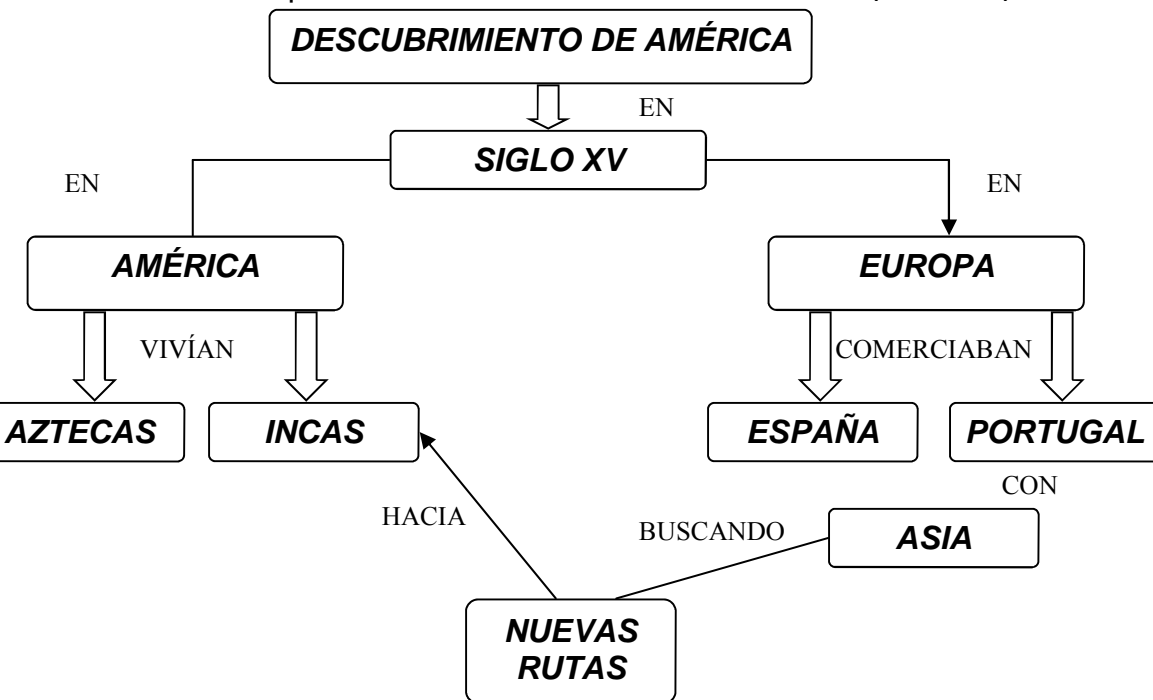 DESCUBRIMIENTO DE AMÉRICA
EN
SIGLO XV
EN
EN
AMÉRICA
EUROPA
VIVÍAN
COMERCIABAN
AZTECAS
INCAS
ESPAÑA
PORTUGAL
CON
HACIA
BUSCANDO
ASIA
NUEVAS
RUTAS